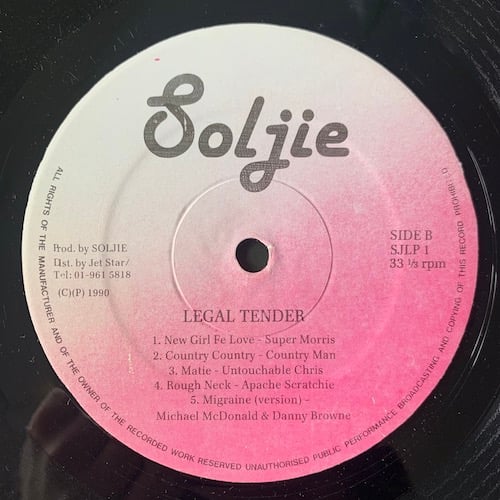 Soljie
Prod. by SOLJIE
Dist. by Jet Star/
Tel: 01-961 5818
(C)(P) 1990
SIDE B
SJLP 1
33 ⅓ rpm
LEGAL TENDER
1. New Girl Fe Love - Super Morris
2. Country Country - Country Man
3. Matie - Untouchable Chris
4. Rough Neck - Apache Scratchie
5. Migraine (version) -
Michael McDonald & Danny Browne
ALL RIGHTS OF THE MANUFACTURER AND OF THE OWNER OF THE RECORDED WORK RESERVED UNAUTHORISED PUBLIC PERFORMANCE BROADCASTING AND COPYING OF THIS RECORD PROHIBITED